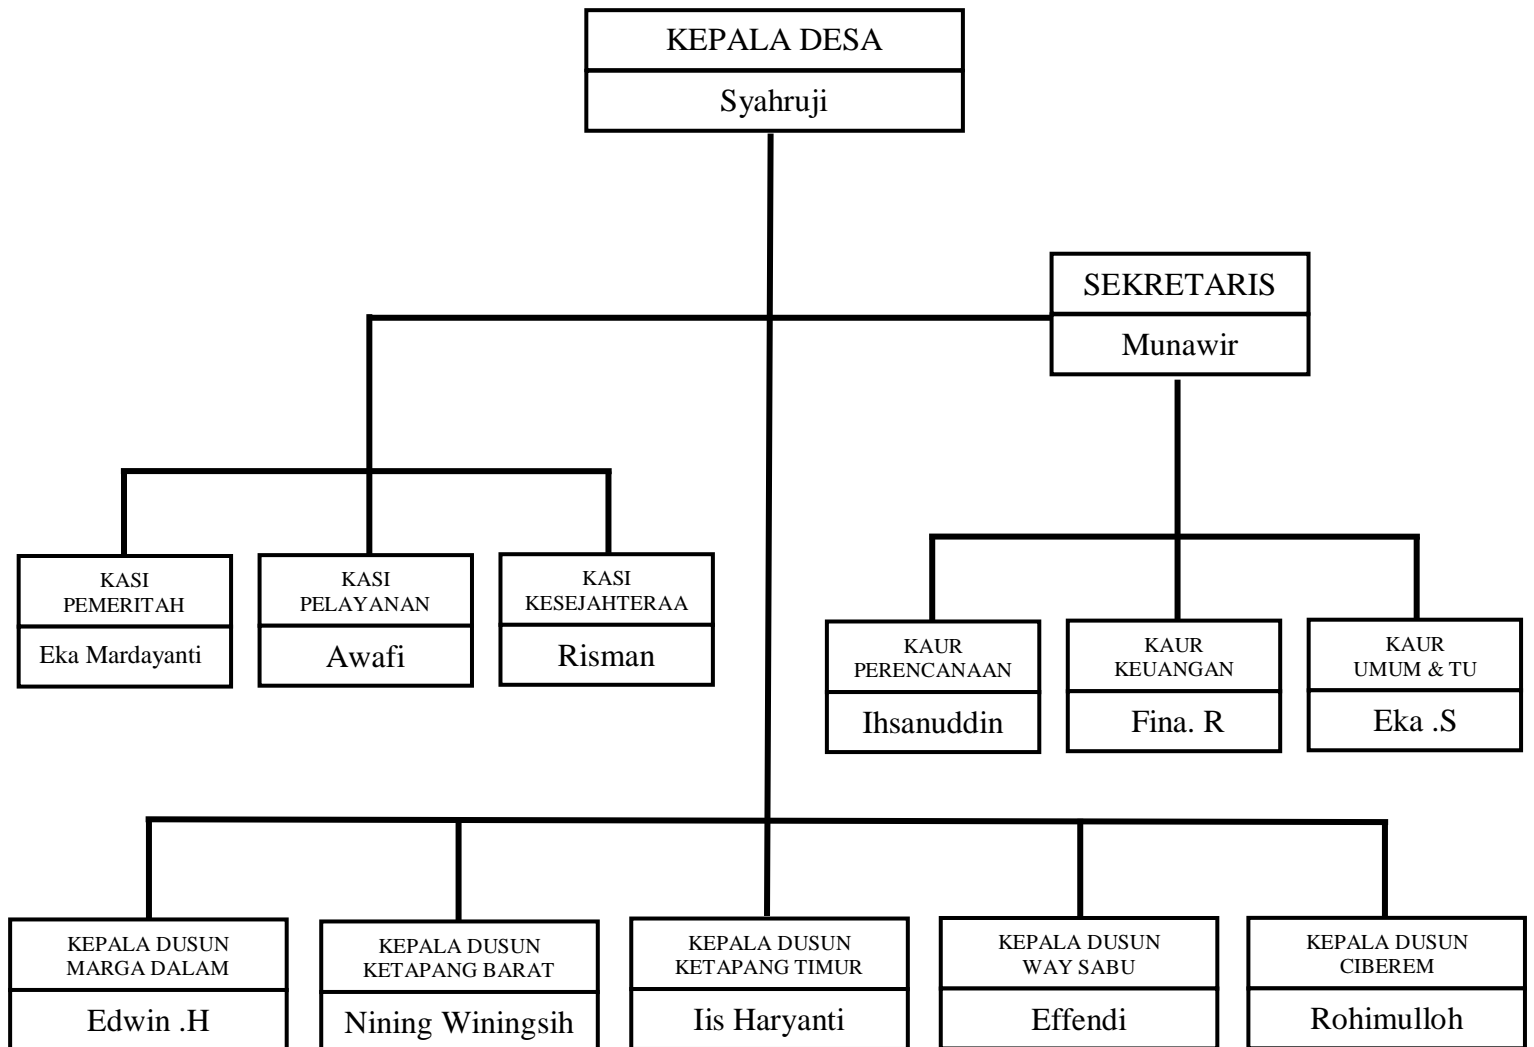 KEPALA DESA
Syahruji
SEKRETARIS
Munawir
KASI
PEMERITAH
Eka Mardayanti
KASI
PELAYANAN
Awafi
KASI
KESEJAHTERAA
Risman
KAUR
PERENCANAAN
Ihsanuddin
KAUR
KEUANGAN
Fina. R
KAUR
UMUM & TU
Eka .S
KEPALA DUSUN
MARGA DALAM
Edwin .H
KEPALA DUSUN
KETAPANG BARAT
Nining Winingsih
KEPALA DUSUN
KETAPANG TIMUR
Iis Haryanti
KEPALA DUSUN
WAY SABU
Effendi
KEPALA DUSUN
CIBEREM
Rohimulloh